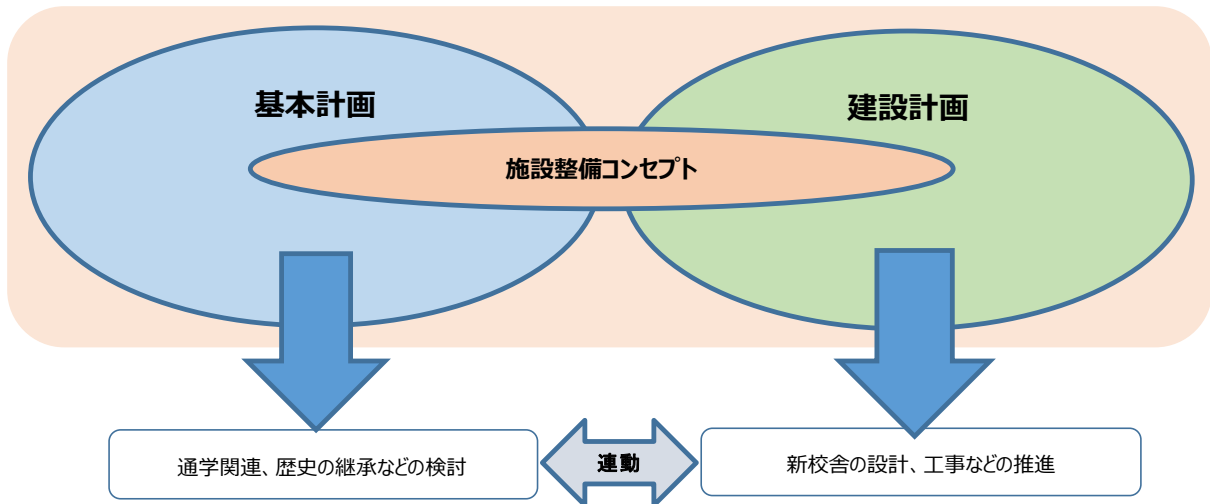 基本計画
建設計画
施設整備コンセプト
通学関連、歴史の継承などの検討
連動
新校舎の設計、工事などの推進